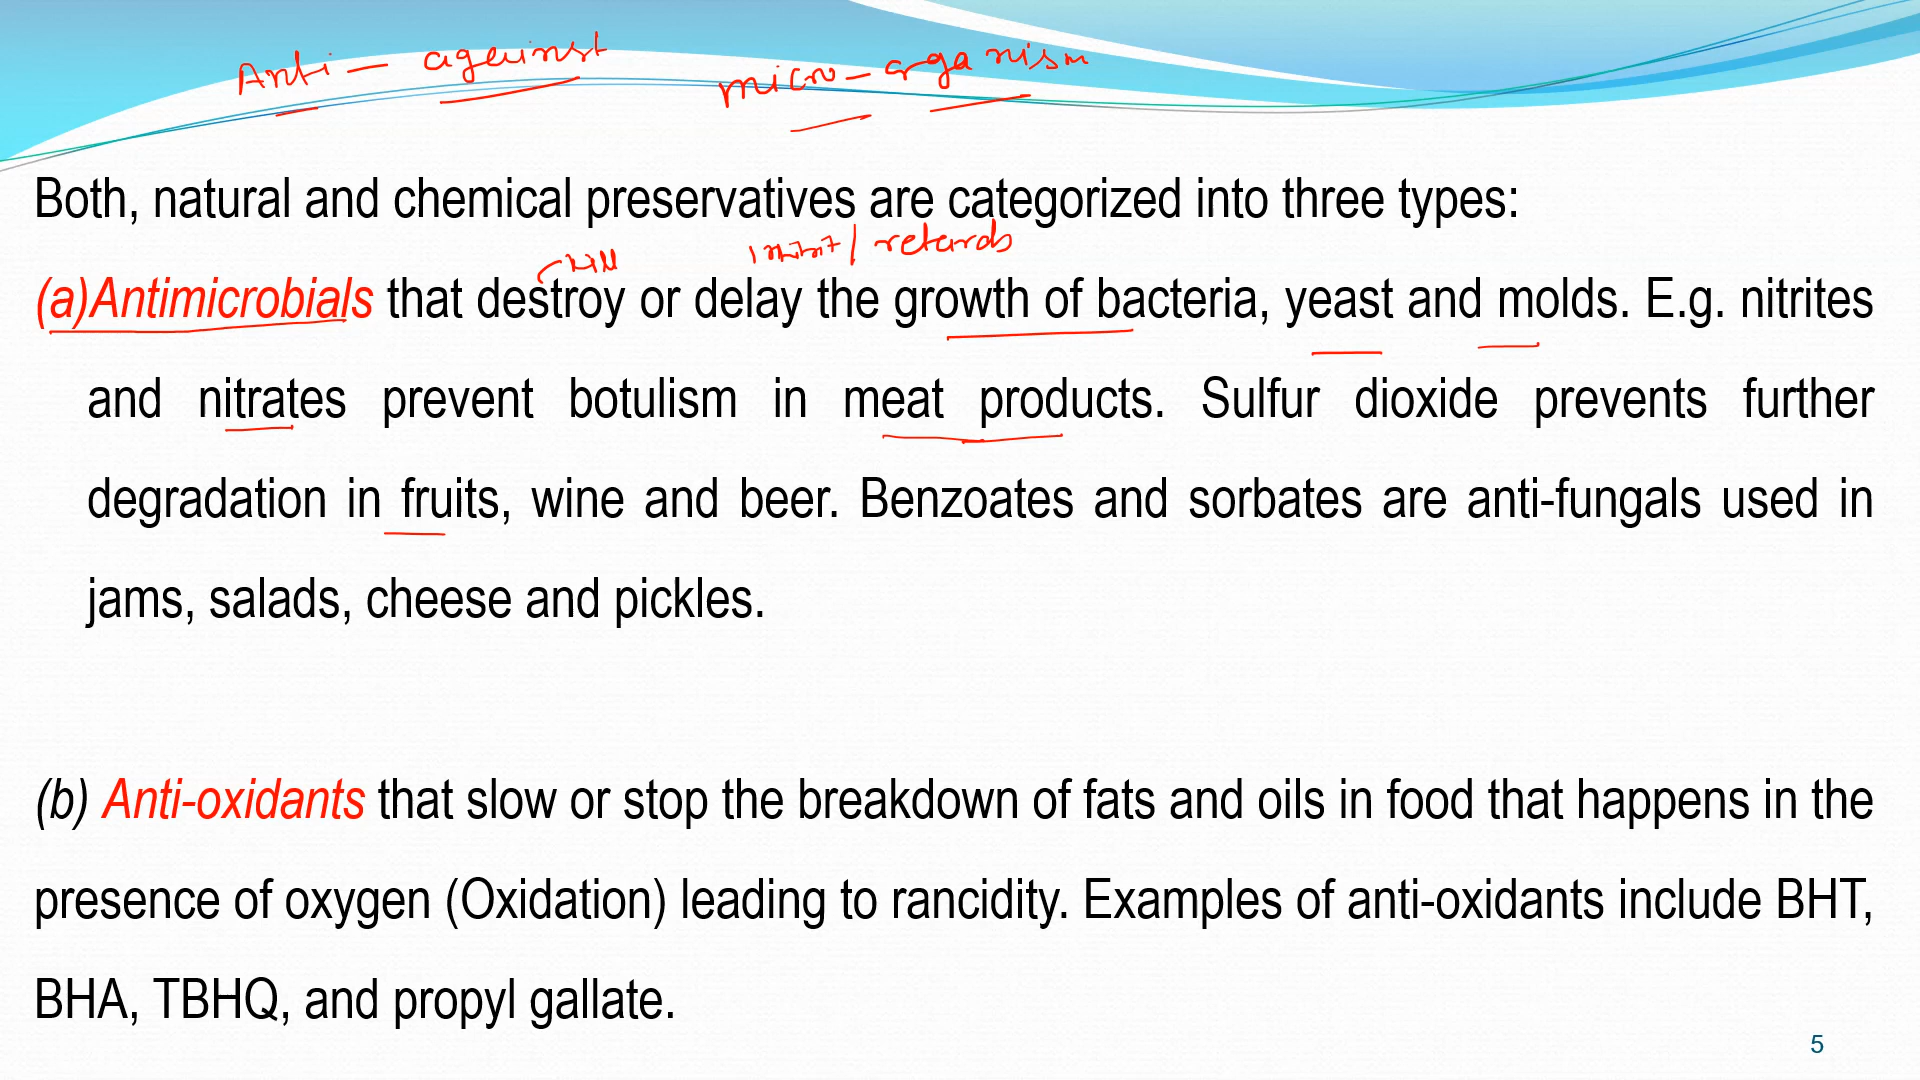 Anti - against micro - organism
Both, natural and chemical preservatives are categorized into three types:
kill inhibit / retards
(a)Antimicrobials that destroy or delay the growth of bacteria, yeast and molds. E.g. nitrites
and nitrates prevent botulism in meat products. Sulfur dioxide prevents further
degradation in fruits, wine and beer. Benzoates and sorbates are anti-fungals used in
jams, salads, cheese and pickles.
(b) Anti-oxidants that slow or stop the breakdown of fats and oils in food that happens in the
presence of oxygen (Oxidation) leading to rancidity. Examples of anti-oxidants include BHT,
BHA, TBHQ, and propyl gallate.
5